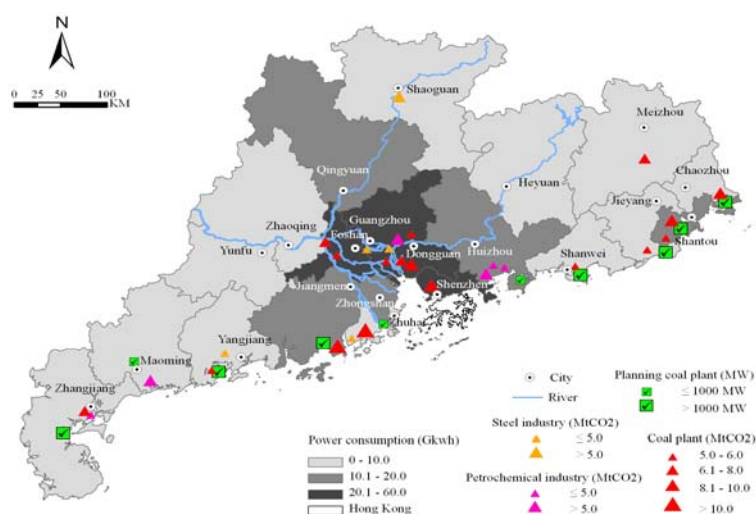 N
0 25 50 100
KM
Shaoguan
Meizhou
Chaozhou
Qingyuan
Heyuan
Jieyang
Guangzhou
Zhaoqing
Foshan
Shantou
Yunfu
Dongguan
Huizhou
Shanwei
Jiangmen
Shenzhen
Zhongshan
Zhuhai
Yangjiang
Maoming
Zhangjiang
City
River
Planning coal plant (MW)
≤ 1000 MW
> 1000 MW
Steel industry (MtCO2)
≤ 5.0
> 5.0
Coal plant (MtCO2)
5.0 - 6.0
6.1 - 8.0
8.1 - 10.0
> 10.0
Power consumption (Gkwh)
0 - 10.0
10.1 - 20.0
20.1 - 60.0
Hong Kong
Petrochemical industry (MtCO2)
≤ 5.0
> 5.0